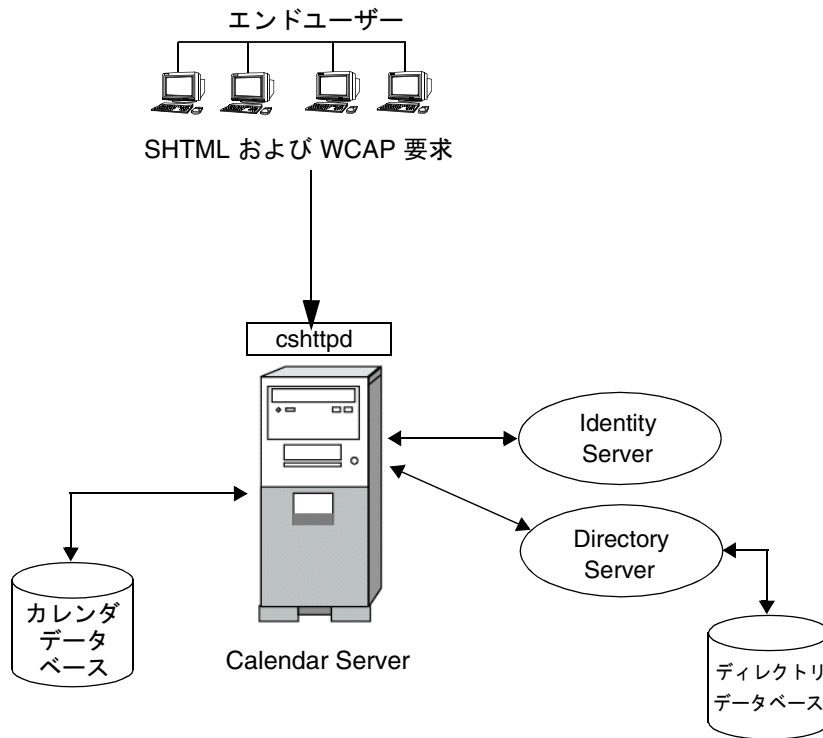 エンドユーザー
SHTML および WCAP 要求
cshttpd
Identity
Server
Directory
Server
カレンダ
データ
ベース
Calendar Server
ディレクトリ
データベース